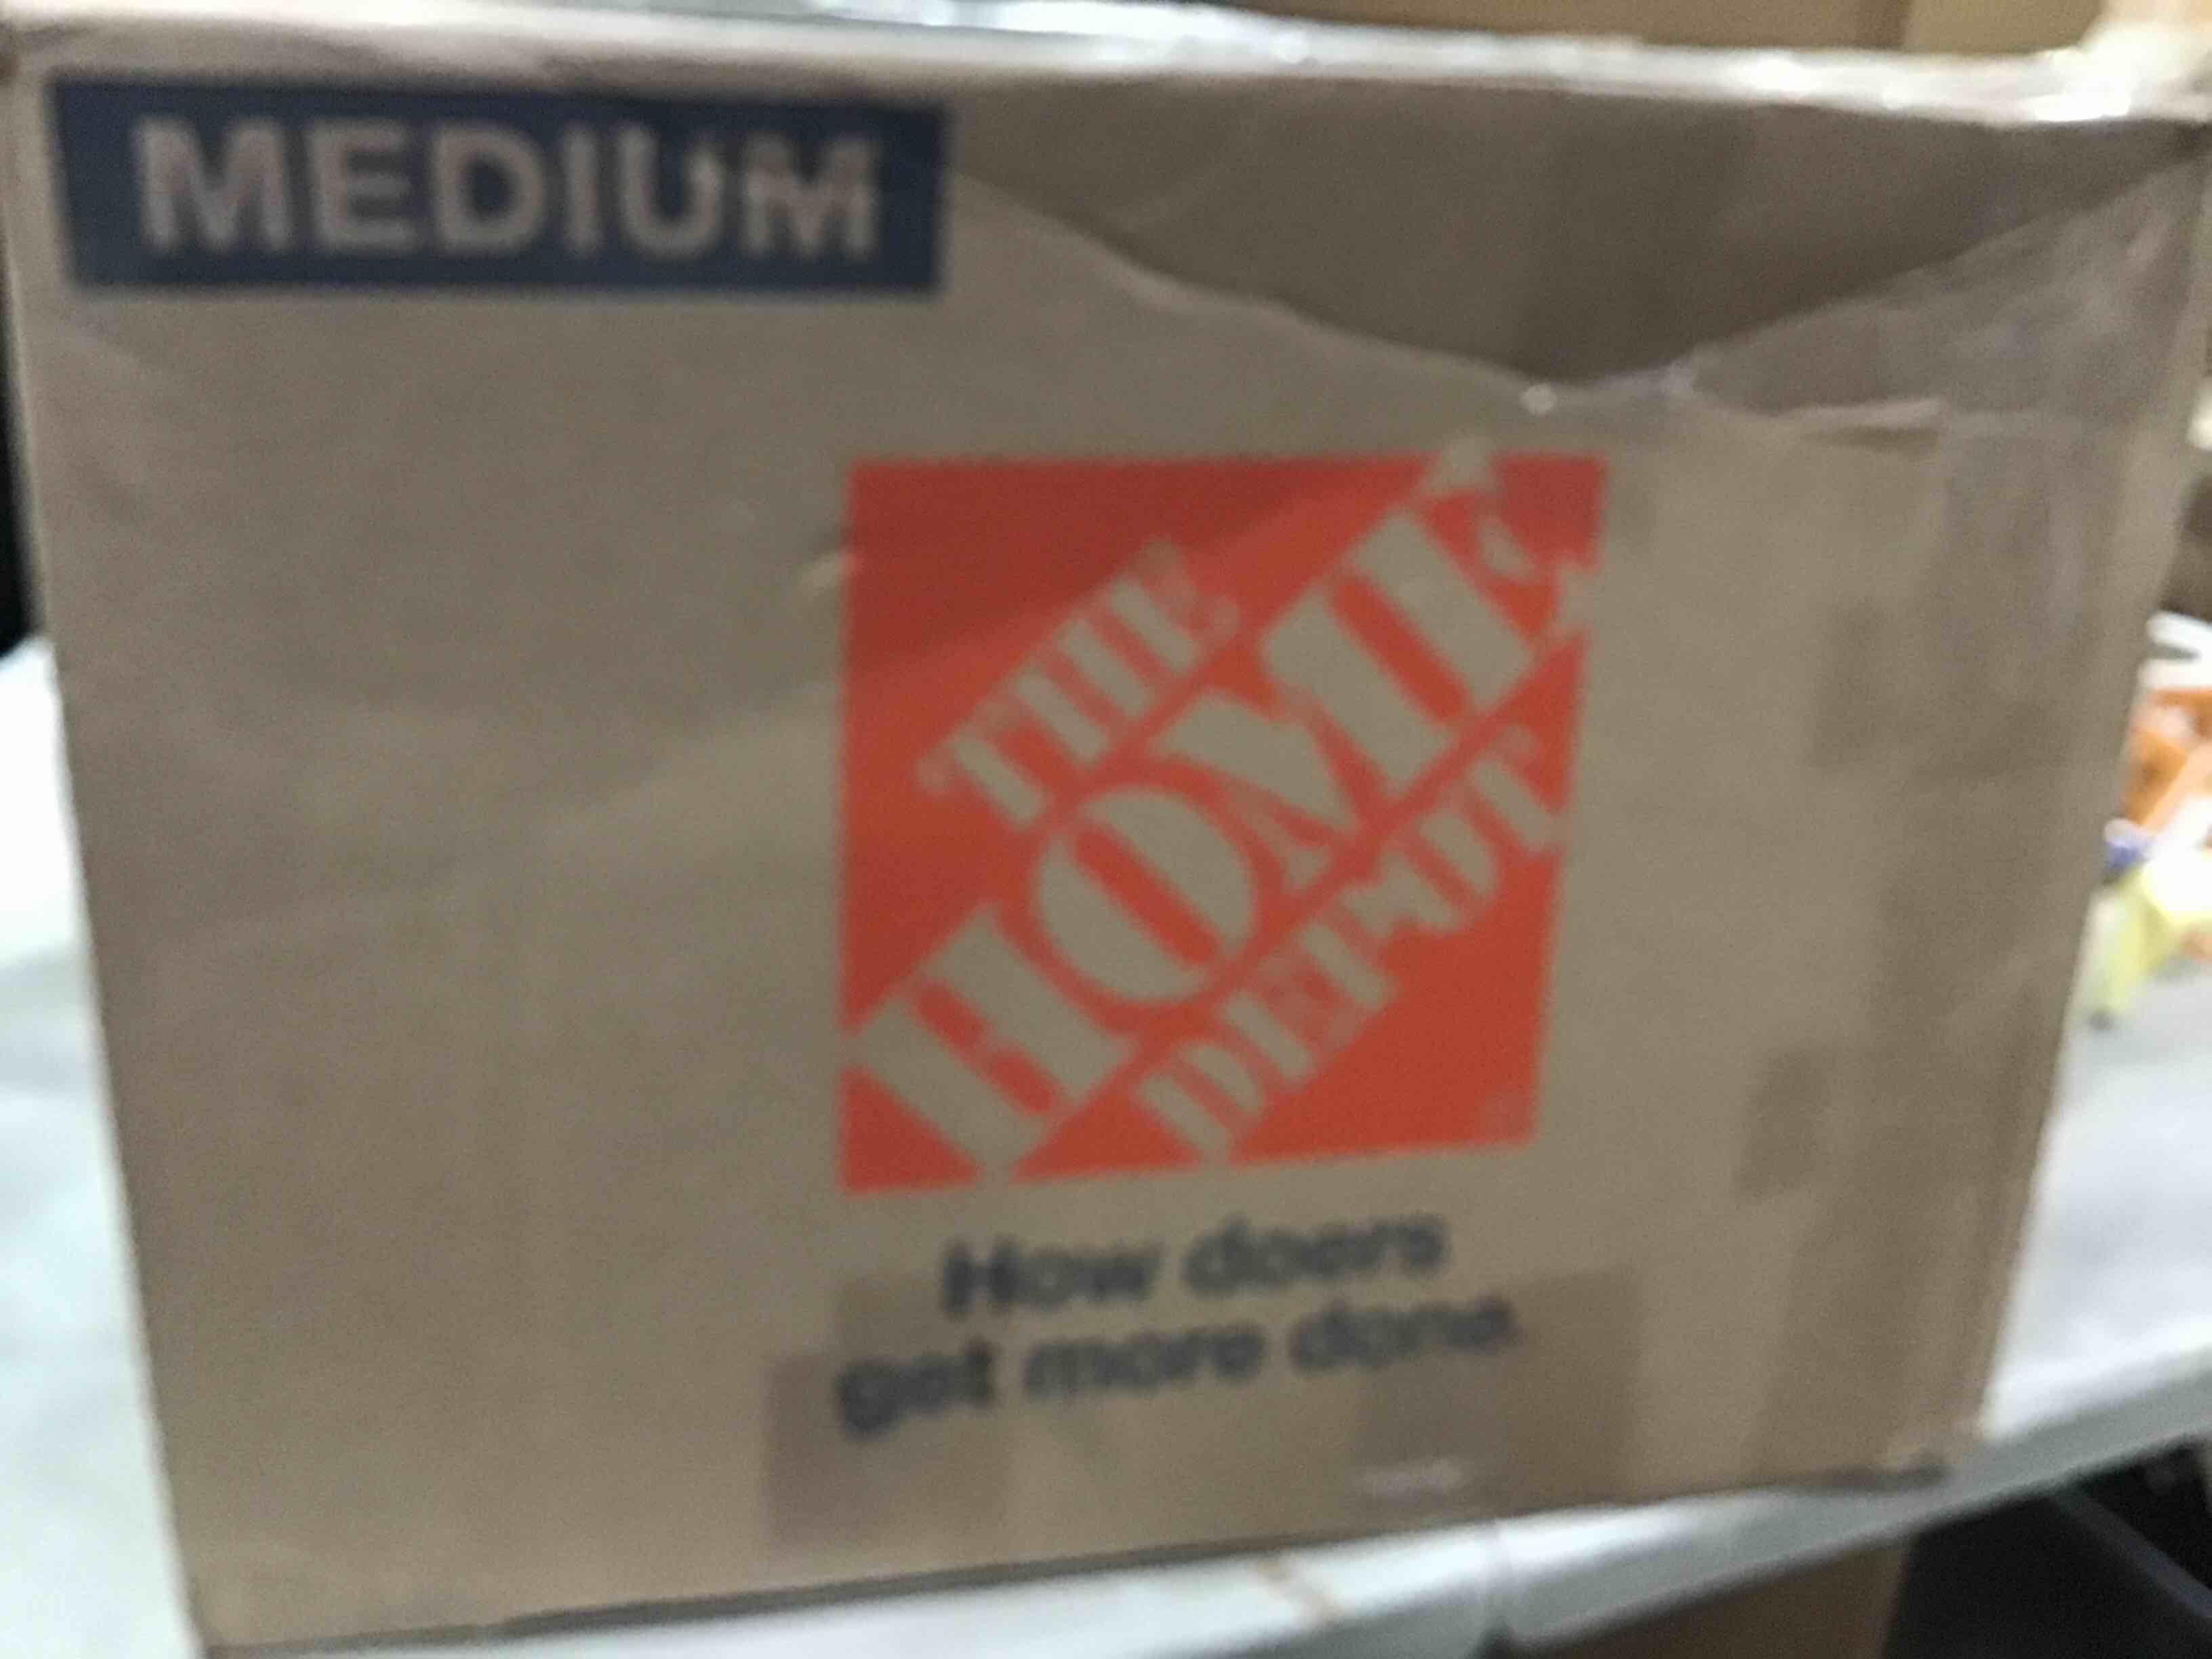 MEDIUM
THE
HOME
DEPOT
How doers
get more done.